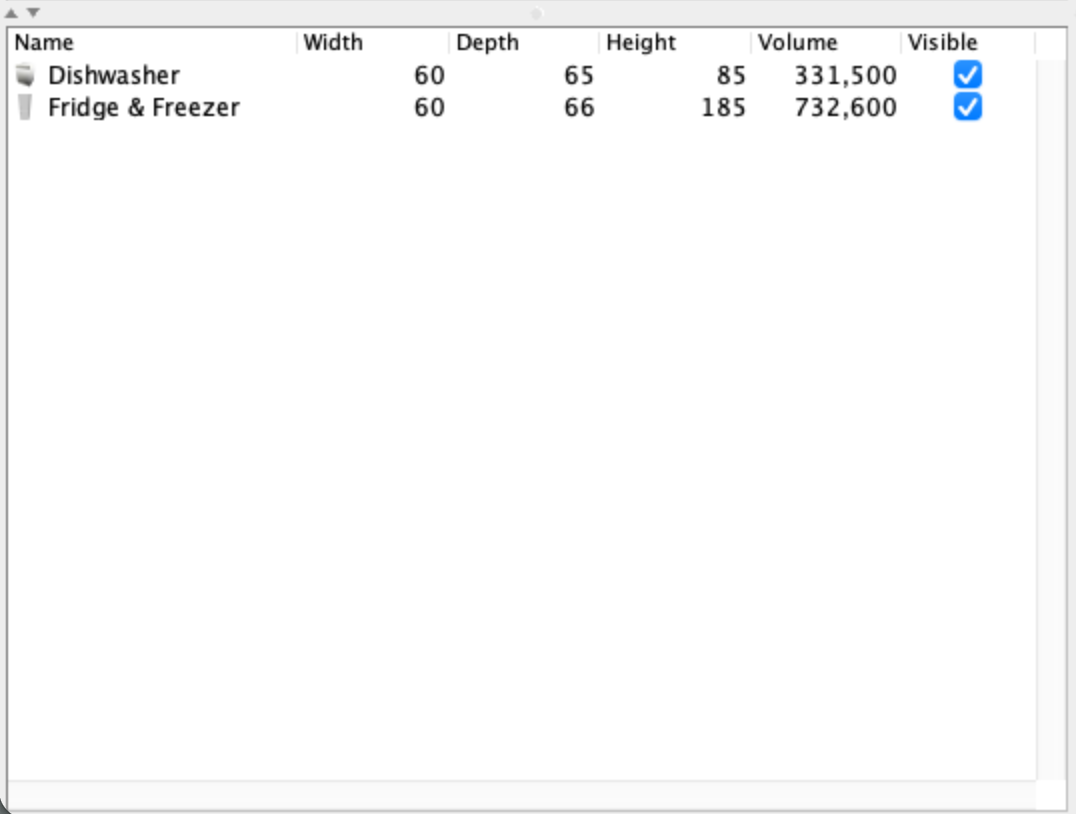 Name Width Depth Height Volume Visible
Dishwasher 60 65 85 331,500
Fridge & Freezer 60 66 185 732,600